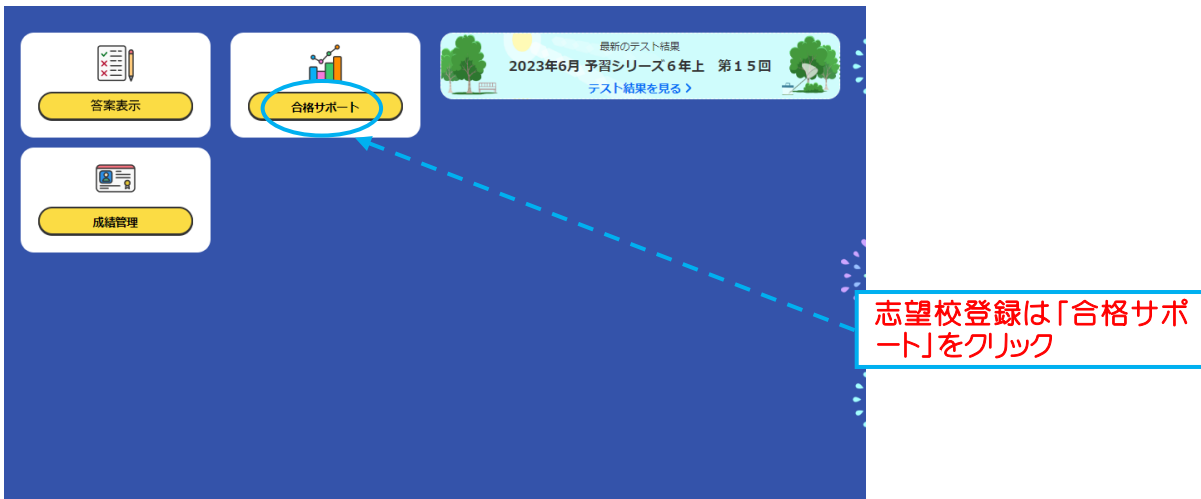 答案表示
合格サポート
最新のテスト結果
2023年6月 予習シリーズ6年上 第15回
テスト結果を見る >
成績管理
志望校登録は「合格サポ
ート」をクリック